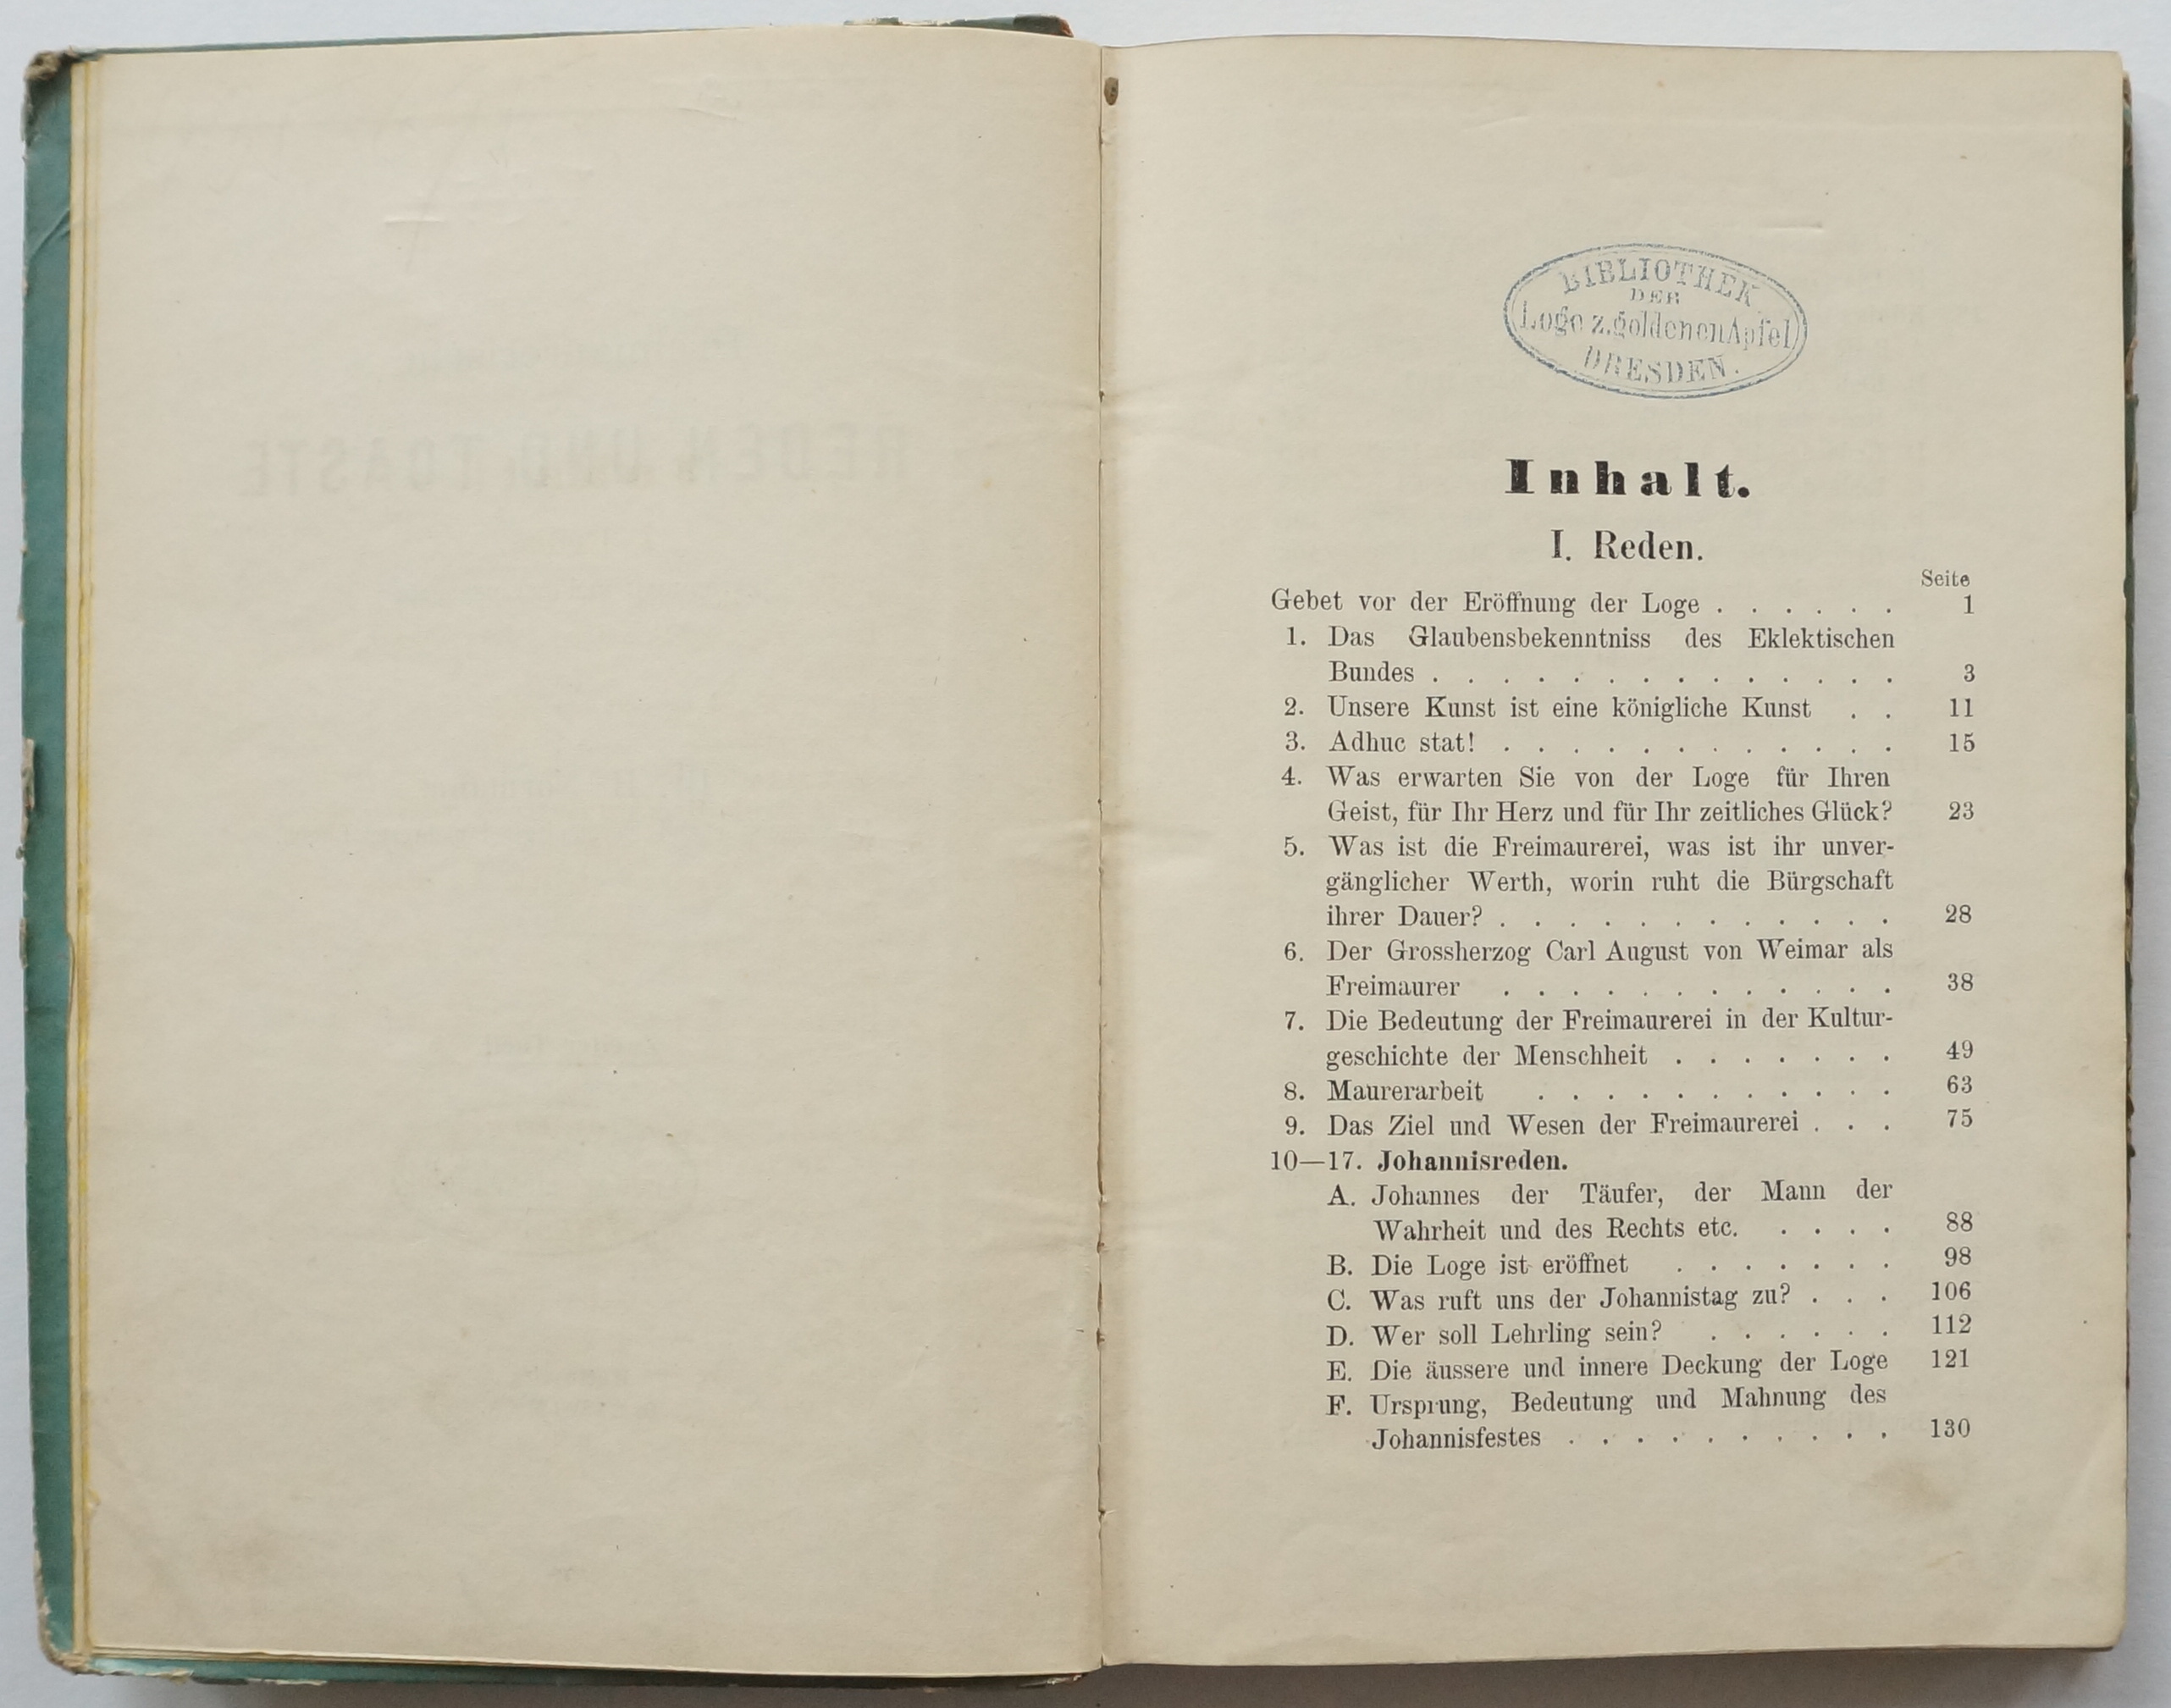 REDEN UND TOASTE
BIBLIOTHEK
DER
Loge z. goldenen Apfel
DRESDEN.
Inhalt.
I. Reden.
Seite
Gebet vor der Eröffnung der Loge . . . . . . 1
1. Das Glaubensbekenntniss des Eklektischen
Bundes . . . . . . . . . . . . . . 3
2. Unsere Kunst ist eine königliche Kunst . . 11
3. Adhuc stat! . . . . . . . . . . . . 15
4. Was erwarten Sie von der Loge für Ihren
Geist, für Ihr Herz und für Ihr zeitliches Glück? 23
5. Was ist die Freimaurerei, was ist ihr unver-
gänglicher Werth, worin ruht die Bürgschaft
ihrer Dauer? . . . . . . . . . . . . 28
6. Der Grossherzog Carl August von Weimar als
Freimaurer . . . . . . . . . . . . 38
7. Die Bedeutung der Freimaurerei in der Kultur-
geschichte der Menschheit . . . . . . . 49
8. Maurerarbeit . . . . . . . . . . . 63
9. Das Ziel und Wesen der Freimaurerei . . . 75
10—17. Johannisreden.
A. Johannes der Täufer, der Mann der
Wahrheit und des Rechts etc. . . . . 88
B. Die Loge ist eröffnet . . . . . . . 98
C. Was ruft uns der Johannistag zu? . . . 106
D. Wer soll Lehrling sein? . . . . . . 112
E. Die äussere und innere Deckung der Loge 121
F. Ursprung, Bedeutung und Mahnung des
Johannisfestes . . . . . . . . . . 130